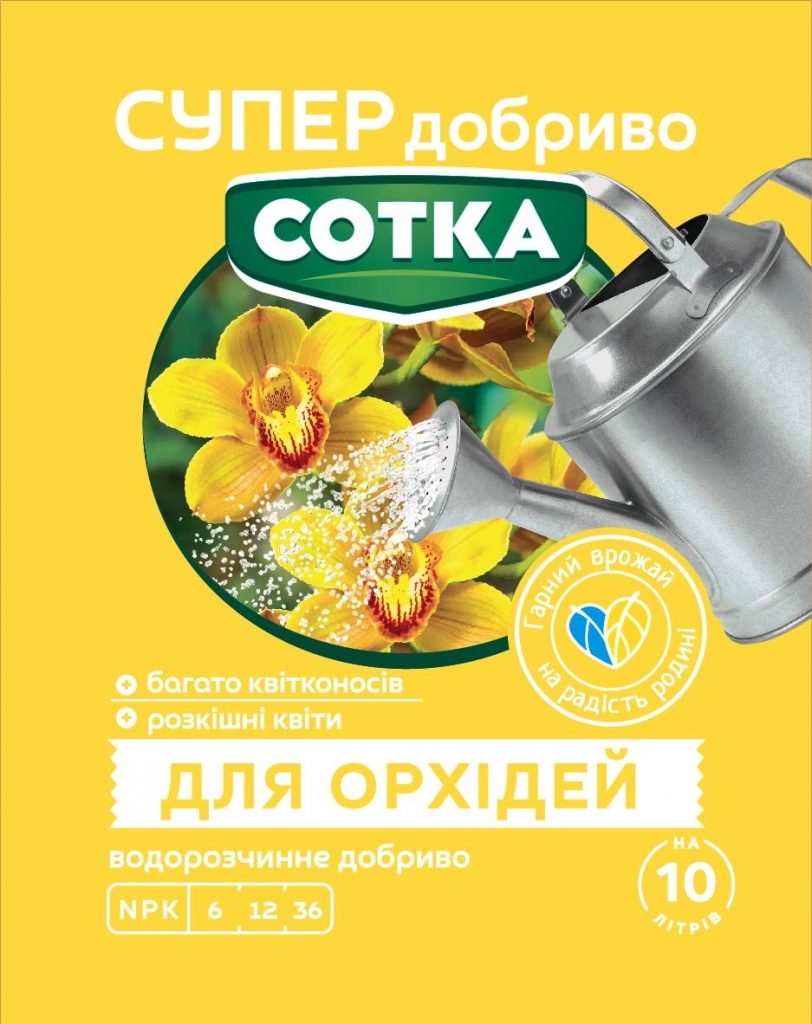 СУПЕР добриво
СОТКА
Гарний врожай
на радість родині
багато квітконосів
розкішні квіти
ДЛЯ ОРХІДЕЙ
водорозчинне добриво
NPK 6 12 36
НА
10
ЛІТРІВ